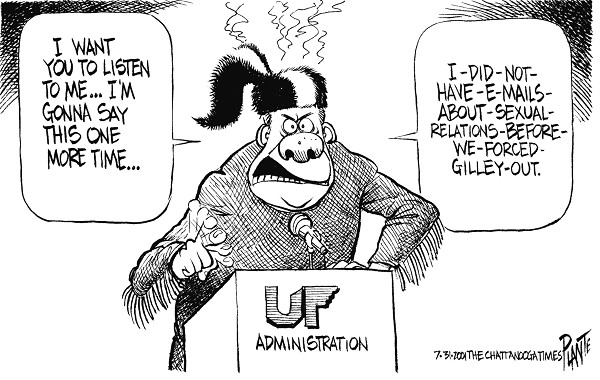 I WANT
YOU TO LISTEN
TO ME... I'M
GONNA SAY
THIS ONE
MORE TIME...
I-DID-NOT-
HAVE-E-MAILS-
ABOUT-SEXUAL-
RELATIONS-BEFORE-
WE-FORCED-
GILLEY-OUT.
UT
ADMINISTRATION
7-31-2001 THE CHATTANOOGA TIMES
PLANTE